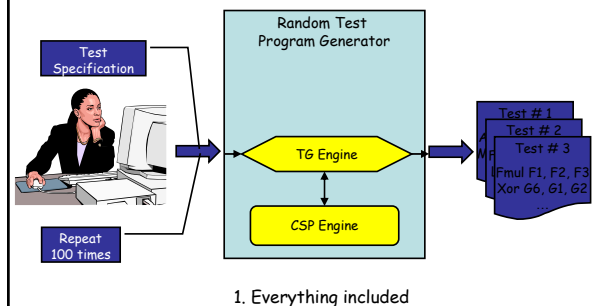 Random Test
Program Generator
Test
Specification
TG Engine
CSP Engine
Repeat
100 times
Test # 1
A
M
Test # 2
F
Test # 3
Fmul F1, F2, F3
Xor G6, G1, G2
...
1. Everything included